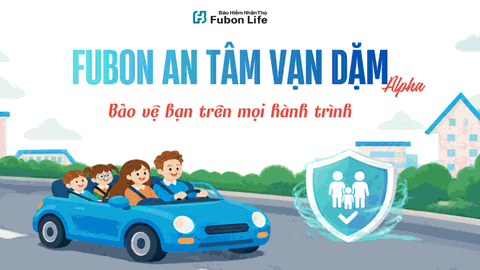 Bảo Hiểm Nhân Thọ
Fubon Life
FUBON AN TÂM VẠN DẶM
Alpha
Bảo vệ bạn trên mọi hành trình